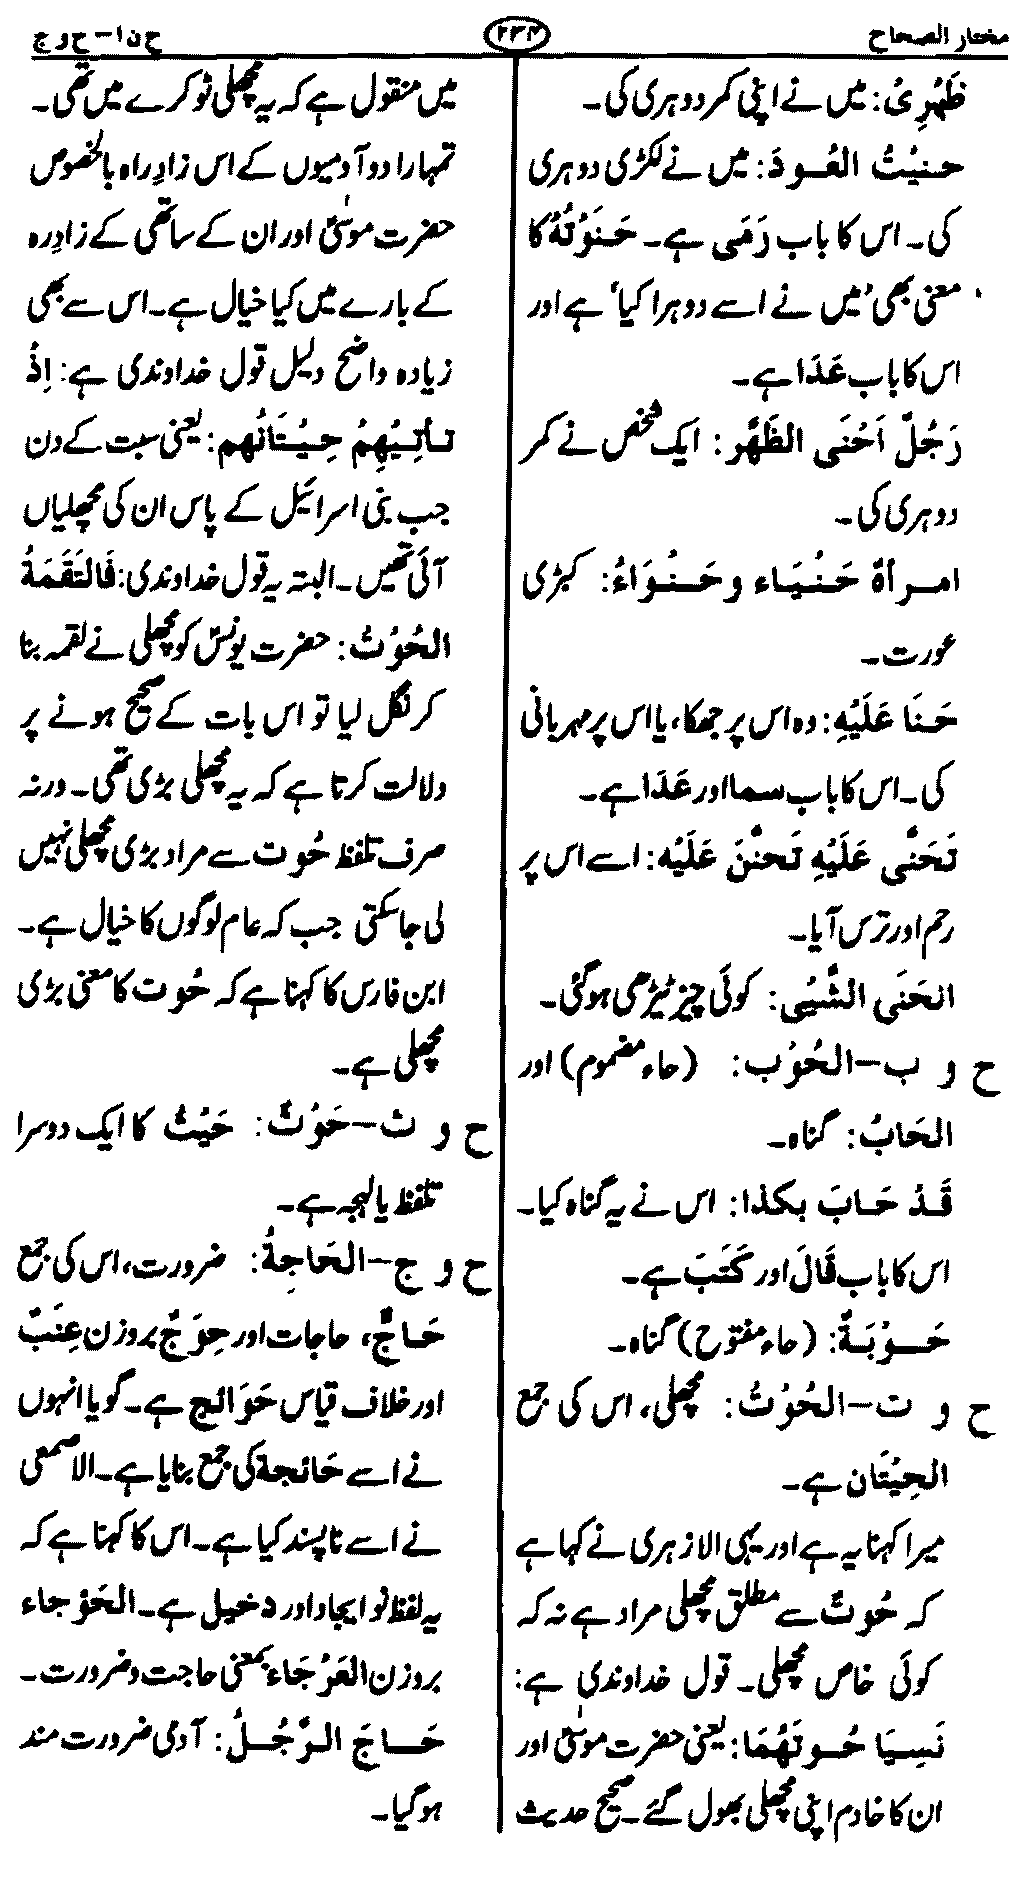 مختار الصحاح
۲۳۴
ح ن ا – ح و ج
ظَهْرِىْ: میں نے اپنی کمر دوہری کی۔
حنیْتُ العُودَ: میں نے لکڑی دوہری
کی۔ اس کا باب رَمَی ہے۔ حَنَوْتُهٗ کا
معنی بھی ’میں نے اسے دوہرا کیا‘ ہے اور
اس کا باب عَدَا ہے۔
رَجُلٌ اَحْنَی الظَهْر: ایک شخص نے کمر
دوہری کی۔
امرأةٌ حَنْیَاء وحَنْوَاءُ: کبڑی
عورت۔
حَنَا عَلَیْهِ: وہ اس پر جھکا، یا اس پر مہربانی
کی۔ اس کا باب سما اور عَدَا ہے۔
تَحَنّٰی عَلَیْهِ تَحَنَّنَ عَلَیْه: اسے اس پر
رحم اور ترس آیا۔
انحَنَی الشَّیْی: کوئی چیز ٹیڑھی ہوگئی۔
ح و ب – الحُوْب: (حاء مضموم) اور
الحَابُ: گناہ۔
قَدْ حَابَ بکذا: اس نے یہ گناہ کیا۔
اس کا باب قَالَ اور کَتَبَ ہے۔
حَوْبَةٌ: (حاء مفتوح) گناہ۔
ح و ت – الحُوْتُ: مچھلی، اس کی جمع
الحِیْتَان ہے۔
میرا کہنا یہ ہے اور یہی الازہری نے کہا ہے
کہ حُوتٌ سے مطلق مچھلی مراد ہے نہ کہ
کوئی خاص مچھلی۔ قول خداوندی ہے:
نَسِیَا حُوتَهُمَا: یعنی حضرت موسیٰؑ اور
ان کا خادم اپنی مچھلی بھول گئے۔ صحیح حدیث
میں منقول ہے کہ یہ مچھلی ٹوکرے میں تھی۔
تمہارا دو آدمیوں کے اس زادِ راہ بالخصوص
حضرت موسیٰؑ اور ان کے ساتھی کے زادِ رہ
کے بارے میں کیا خیال ہے۔ اس سے بھی
زیادہ واضح دلیل قول خداوندی ہے: اِذْ
تأتِیْهِمْ حِیْتَانُهم: یعنی سبت کے دن
جب بنی اسرائیل کے پاس ان کی مچھلیاں
آئی تھیں۔ البتہ یہ قول خداوندی: فَالتَقَمَهُ
الحُوْتُ: حضرت یونسؑ کو مچھلی نے لقمہ بنا
کر نگل لیا تو اس بات کے صحیح ہونے پر
دلالت کرتا ہے کہ یہ مچھلی بڑی تھی۔ ورنہ
صرف تلفظ حُوت سے مراد بڑی مچھلی نہیں
لی جاسکتی جب کہ عام لوگوں کا خیال ہے۔
ابن فارس کا کہنا ہے کہ حُوت کا معنی بڑی
مچھلی ہے۔
ح و ث – حَوْثٌ: حَیْثُ کا ایک دوسرا
تلفظ یا لہجہ ہے۔
ح و ج – الحَاجةُ: ضرورت، اس کی جمع
حَاجٌ، حاجات اور حِوَجٌ بروزن عِنَبٌ
اور خلاف قیاس حَوَائج ہے۔ گویا انہوں
نے اسے حَائجة کی جمع بنایا ہے۔ الاصمعی
نے اسے ناپسند کیا ہے۔ اس کا کہنا ہے کہ
یہ لفظ نو ایجاد اور دخیل ہے۔ الحَوْجاء
بروزن العَوْجَاء بمعنی حاجت و ضرورت۔
حَاجَ الرَّجُلُ: آدمی ضرورت مند
ہوگیا۔